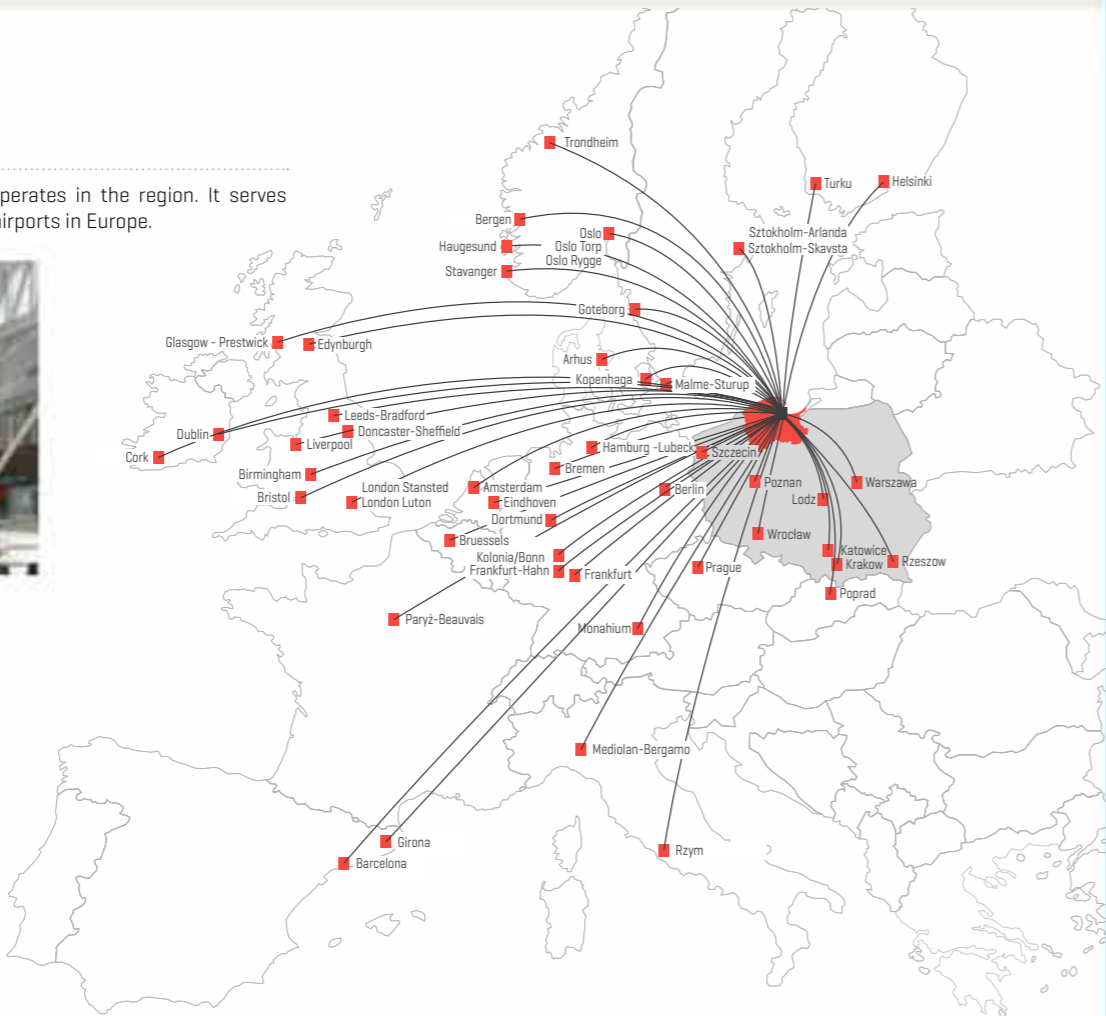 perates in the region. It serves
airports in Europe.
Trondheim
Turku
Helsinki
Bergen
Oslo
Sztokholm-Arlanda
Haugesund
Oslo Torp
Sztokholm-Skavsta
Oslo Rygge
Stavanger
Goteborg
Glasgow - Prestwick
Edynburgh
Arhus
Kopenhaga
Malme-Sturup
Leeds-Bradford
Dublin
Doncaster-Sheffield
Liverpool
Hamburg -Lubeck
Szczecin
Cork
Bremen
Birmingham
Poznan
Warszawa
London Stansted
Amsterdam
Berlin
Bristol
London Luton
Eindhoven
Lodz
Dortmund
Wrocław
Bruessels
Katowice
Kolonia/Bonn
Krakow
Rzeszow
Frankfurt-Hahn
Frankfurt
Prague
Poprad
Paryż-Beauvais
Monahium
Mediolan-Bergamo
Girona
Rzym
Barcelona